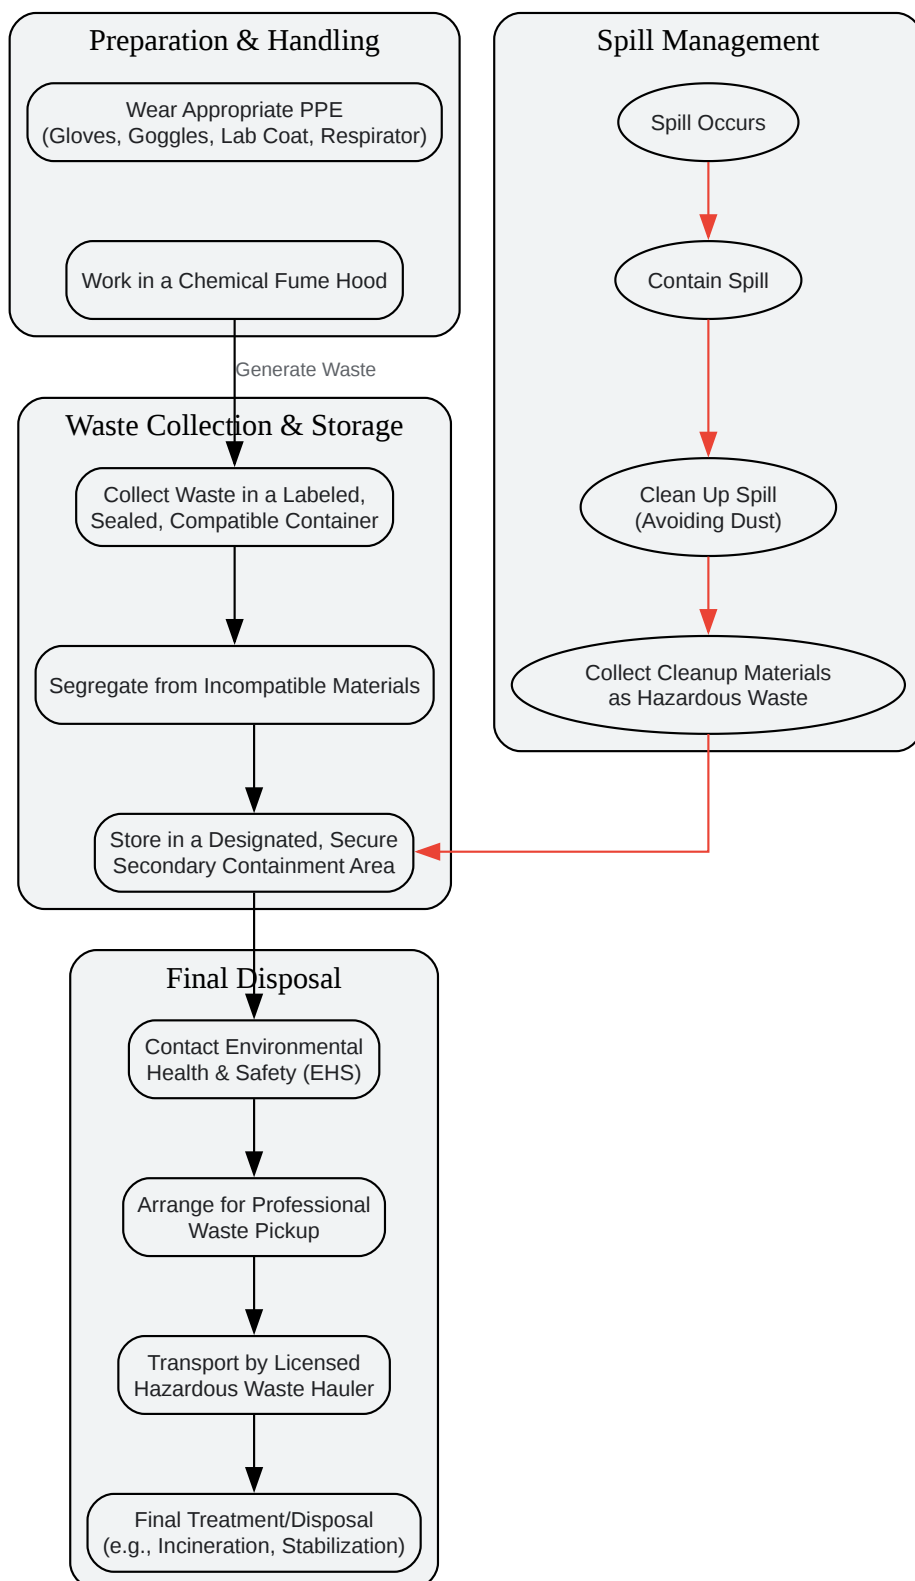 Preparation & Handling
Wear Appropriate PPE
(Gloves, Goggles, Lab Coat, Respirator)
Work in a Chemical Fume Hood
Generate Waste
Waste Collection & Storage
Collect Waste in a Labeled,
Sealed, Compatible Container
Segregate from Incompatible Materials
Store in a Designated, Secure
Secondary Containment Area
Final Disposal
Contact Environmental
Health & Safety (EHS)
Arrange for Professional
Waste Pickup
Transport by Licensed
Hazardous Waste Hauler
Final Treatment/Disposal
(e.g., Incineration, Stabilization)
Spill Management
Spill Occurs
Contain Spill
Clean Up Spill
(Avoiding Dust)
Collect Cleanup Materials
as Hazardous Waste